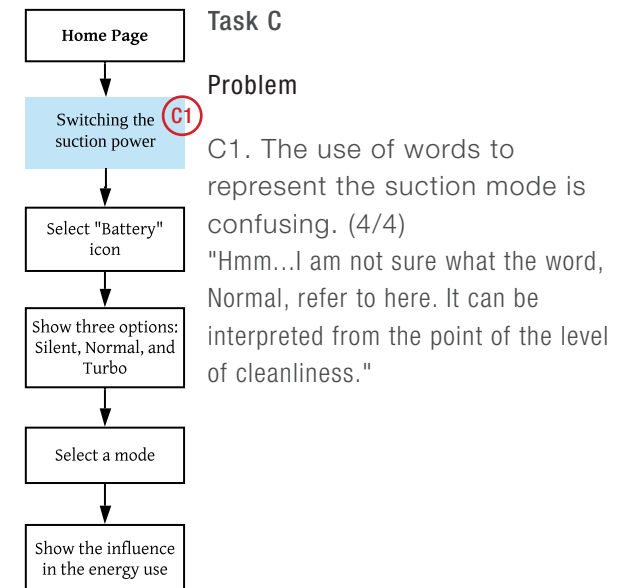 Home Page
Switching the
suction power
C1
Select "Battery"
icon
Show three options:
Silent, Normal, and
Turbo
Select a mode
Show the influence
in the energy use
Task C
Problem
C1. The use of words to
represent the suction mode is
confusing. (4/4)
"Hmm...I am not sure what the word,
Normal, refer to here. It can be
interpreted from the point of the level
of cleanliness."